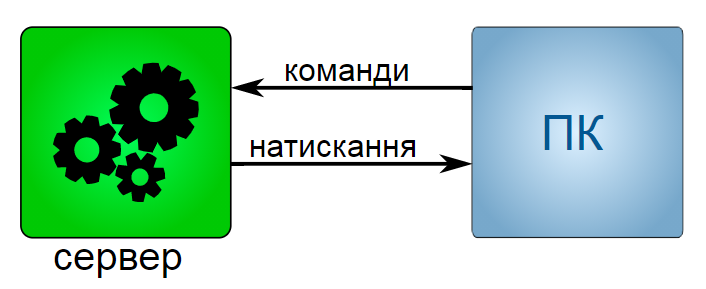 команди
ПК
натискання
сервер